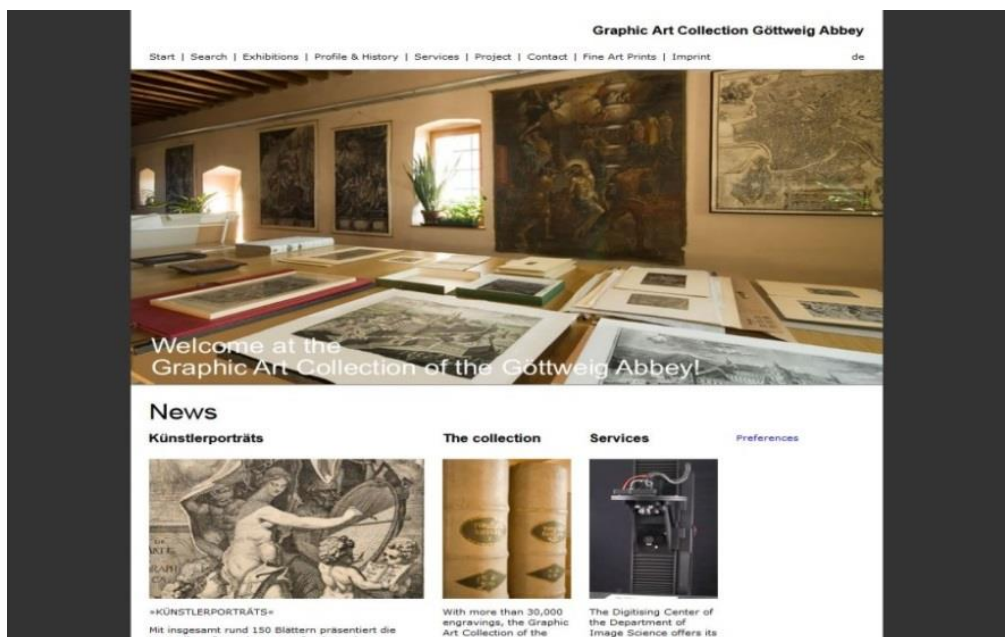 Graphic Art Collection Göttweig Abbey
Start | Search | Exhibitions | Profile & History | Services | Project | Contact | Fine Art Prints | Imprint de
Welcome at the
Graphic Art Collection of the Göttweig Abbey!
News
Künstlerporträts
»KÜNSTLERPORTRÄTS«
Mit insgesamt rund 150 Blättern präsentiert die
The collection
With more than 30,000
engravings, the Graphic
Art Collection of the
Services
The Digitising Center of
the Department of
Image Science offers its
Preferences